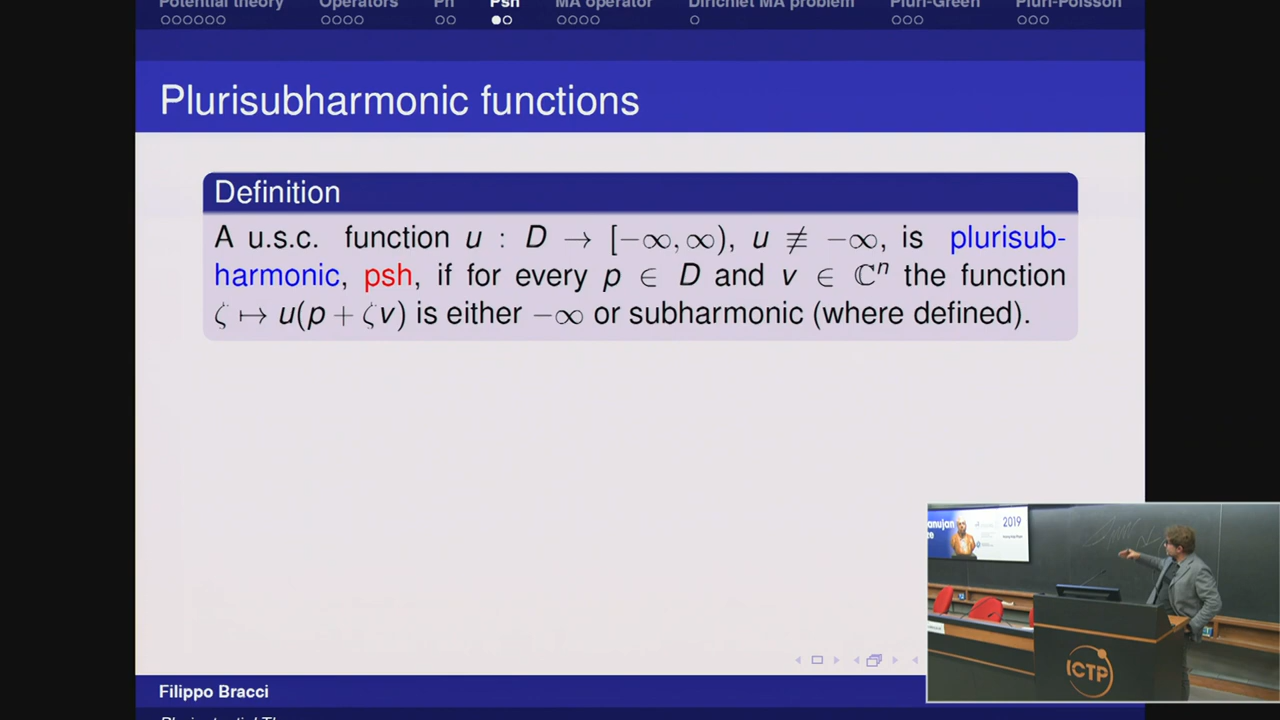 Potential theory Operators Ph Psh MA operator Dirichlet MA problem Pluri-Green Pluri-Poisson
Plurisubharmonic functions
Definition
A u.s.c. function u : D → [−∞, ∞), u ≢ −∞, is plurisub-
harmonic, psh, if for every p ∈ D and v ∈ ℂⁿ the function
ζ ↦ u(p + ζv) is either −∞ or subharmonic (where defined).
Filippo Bracci
anujan
2019
ICTP